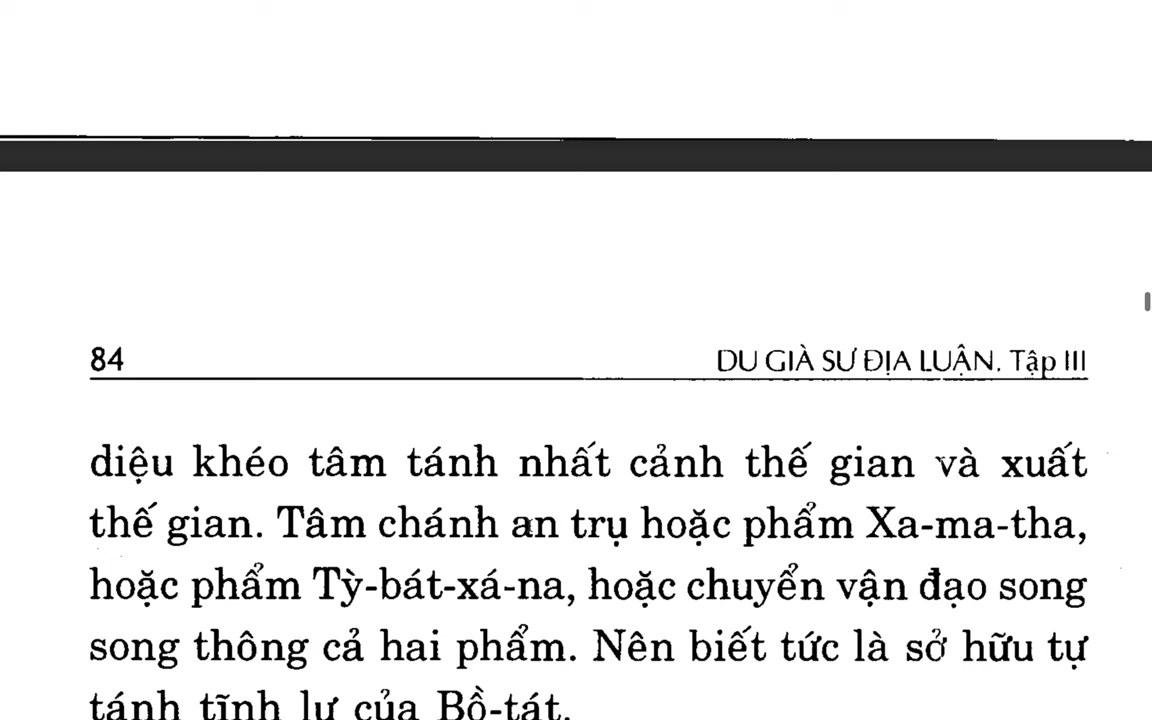 84 DU GIÀ SƯ ĐỊA LUẬN. Tập III
diệu khéo tâm tánh nhất cảnh thế gian và xuất
thế gian. Tâm chánh an trụ hoặc phẩm Xa-ma-tha,
hoặc phẩm Tỳ-bát-xá-na, hoặc chuyển vận đạo song
song thông cả hai phẩm. Nên biết tức là sở hữu tự
tánh tĩnh lự của Bồ-tát.